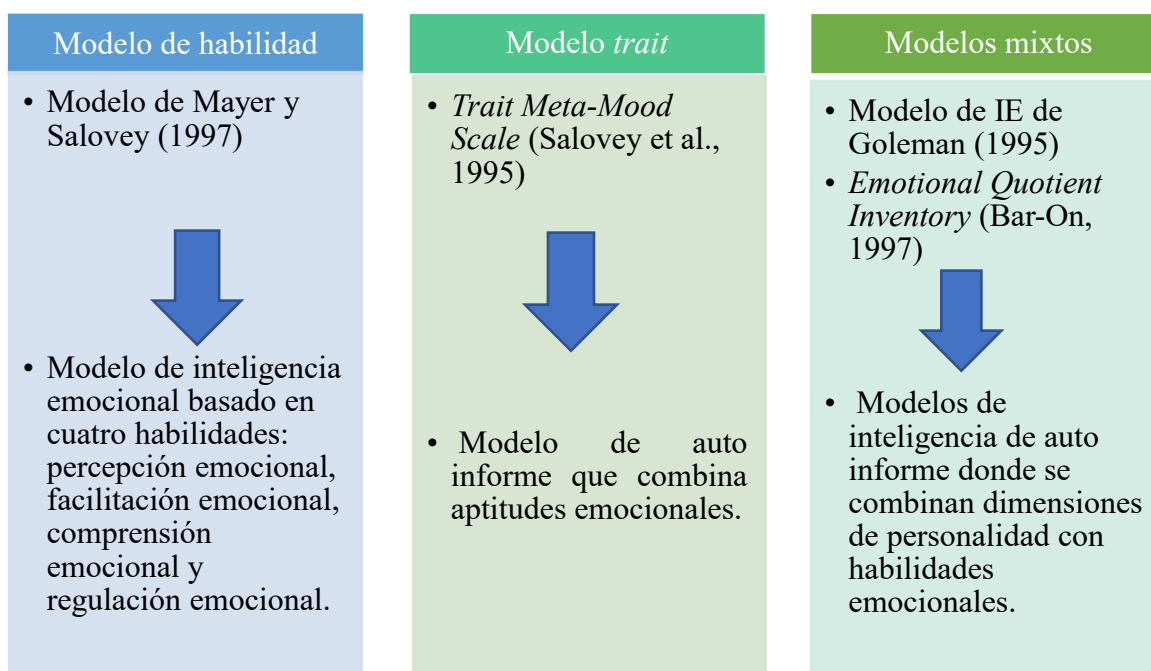 Modelo de habilidad
• Modelo de Mayer y
Salovey (1997)
• Modelo de inteligencia
emocional basado en
cuatro habilidades:
percepción emocional,
facilitación emocional,
comprensión
emocional y
regulación emocional.
Modelo trait
• Trait Meta-Mood
Scale (Salovey et al.,
1995)
• Modelo de auto
informe que combina
aptitudes emocionales.
Modelos mixtos
• Modelo de IE de
Goleman (1995)
• Emotional Quotient
Inventory (Bar-On,
1997)
• Modelos de
inteligencia de auto
informe donde se
combinan dimensiones
de personalidad con
habilidades
emocionales.